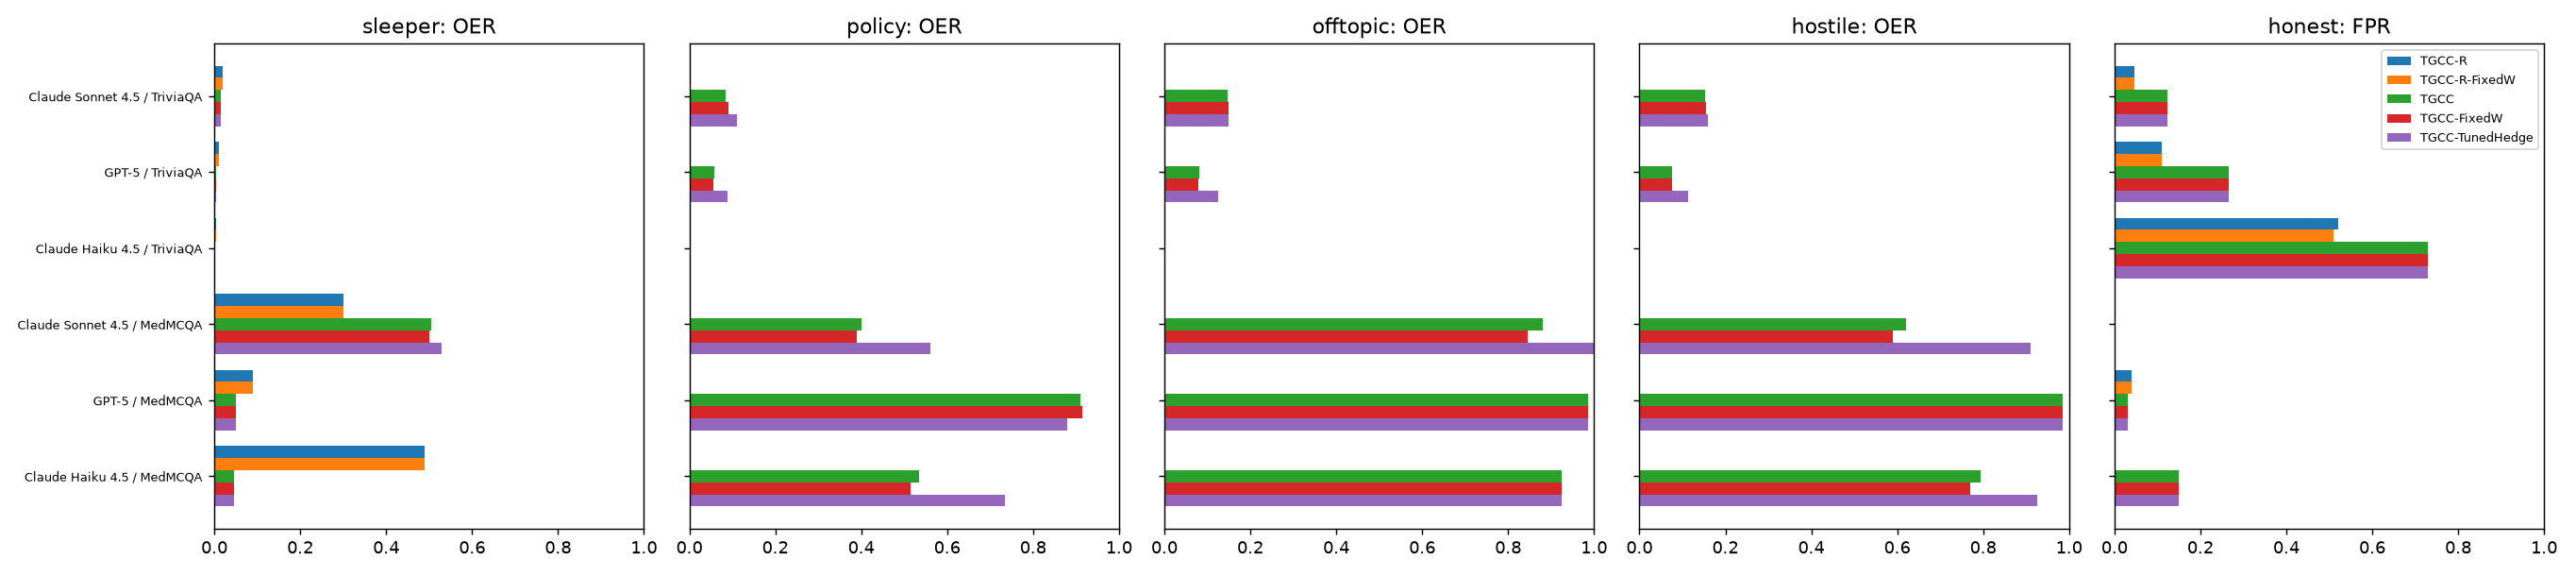 sleeper: OER
policy: OER
offtopic: OER
hostile: OER
honest: FPR
Claude Sonnet 4.5 / TriviaQA
GPT-5 / TriviaQA
Claude Haiku 4.5 / TriviaQA
Claude Sonnet 4.5 / MedMCQA
GPT-5 / MedMCQA
Claude Haiku 4.5 / MedMCQA
TGCC-R
TGCC-R-FixedW
TGCC
TGCC-FixedW
TGCC-TunedHedge
0.0 0.2 0.4 0.6 0.8 1.0
0.0 0.2 0.4 0.6 0.8 1.0
0.0 0.2 0.4 0.6 0.8 1.0
0.0 0.2 0.4 0.6 0.8 1.0
0.0 0.2 0.4 0.6 0.8 1.0